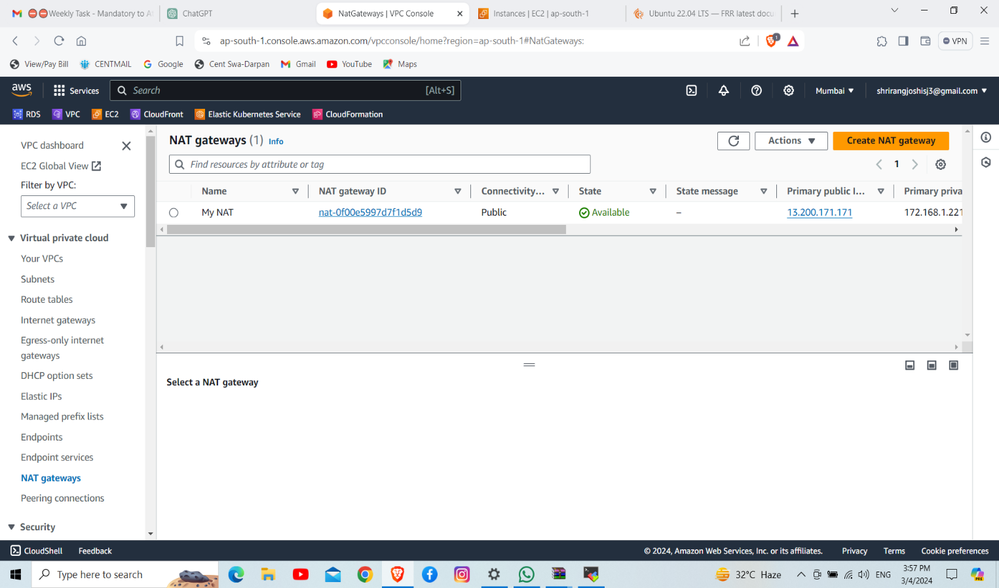 ⛔⛔Weekly Task - Mandatory to A
ChatGPT
NatGateways | VPC Console
Instances | EC2 | ap-south-1
Ubuntu 22.04 LTS — FRR latest docu
ap-south-1.console.aws.amazon.com/vpcconsole/home?region=ap-south-1#NatGateways:
1
VPN
View/Pay Bill
CENTMAIL
Google
Cent Swa-Darpan
Gmail
YouTube
Maps
aws
Services
Search
[Alt+S]
Mumbai
shrirangjoshisj3@gmail.com
RDS
VPC
EC2
CloudFront
Elastic Kubernetes Service
CloudFormation
VPC dashboard
EC2 Global View
Filter by VPC:
Select a VPC
Virtual private cloud
Your VPCs
Subnets
Route tables
Internet gateways
Egress-only internet
gateways
DHCP option sets
Elastic IPs
Managed prefix lists
Endpoints
Endpoint services
NAT gateways
Peering connections
Security
NAT gateways (1) Info
Actions
Create NAT gateway
Find resources by attribute or tag
1
Name
NAT gateway ID
Connectivity...
State
State message
Primary public I...
Primary priva
My NAT
nat-0f00e5997d7f1d5d9
Public
Available
–
13.200.171.171
172.168.1.221
Select a NAT gateway
CloudShell
Feedback
© 2024, Amazon Web Services, Inc. or its affiliates.
Privacy
Terms
Cookie preferences
Type here to search
32°C Haze
ENG
3:57 PM
3/4/2024
PRE